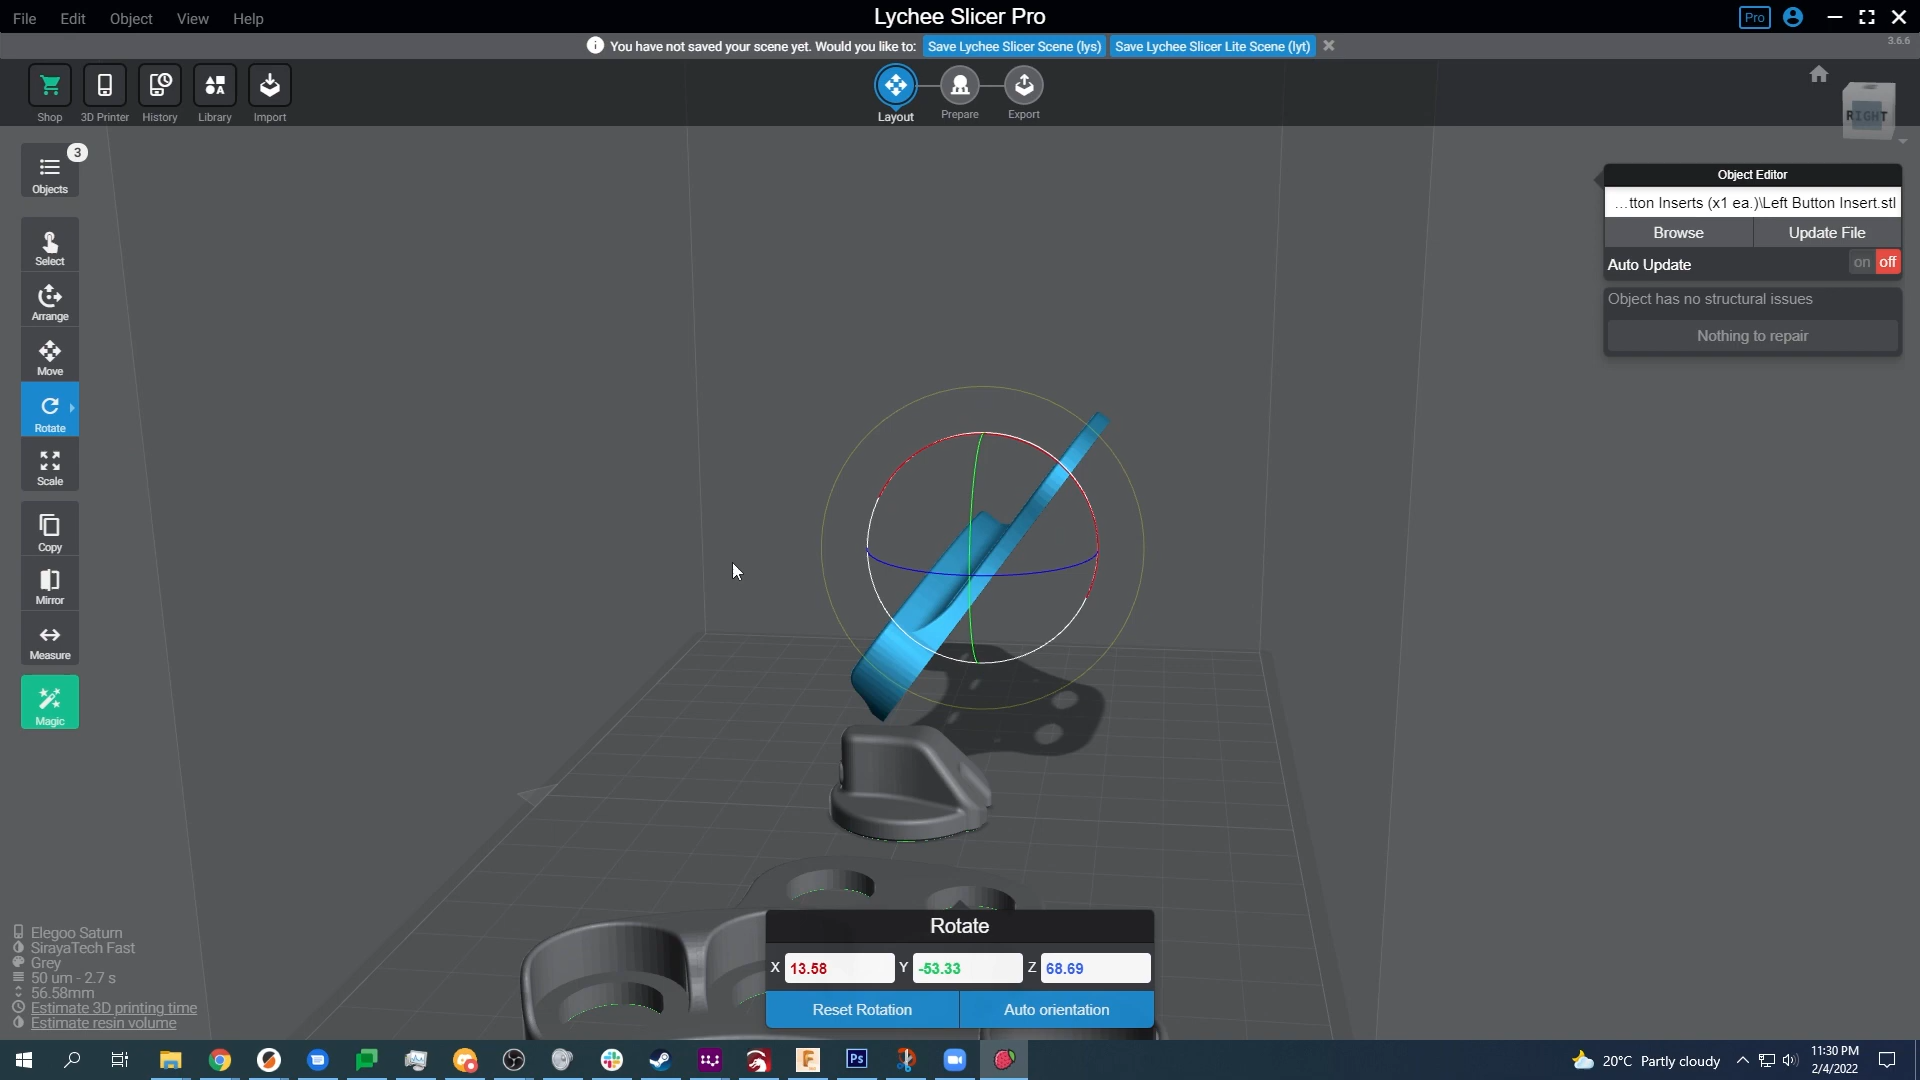 File Edit Object View Help
Lychee Slicer Pro
Pro
You have not saved your scene yet. Would you like to: Save Lychee Slicer Scene (lys) Save Lychee Slicer Lite Scene (lyt)
3.6.6
Shop 3D Printer History Library Import
Layout Prepare Export
RIGHT
3
Objects
Select
Arrange
Move
Rotate
Scale
Copy
Mirror
Measure
Magic
Object Editor
...tton Inserts (x1 ea.)\Left Button Insert.stl
Browse Update File
Auto Update on off
Object has no structural issues
Nothing to repair
Elegoo Saturn
SirayaTech Fast
Grey
50 um - 2.7 s
56.58mm
Estimate 3D printing time
Estimate resin volume
Rotate
X 13.58 Y -53.33 Z 68.69
Reset Rotation Auto orientation
F
Ps
20°C Partly cloudy
11:30 PM
2/4/2022